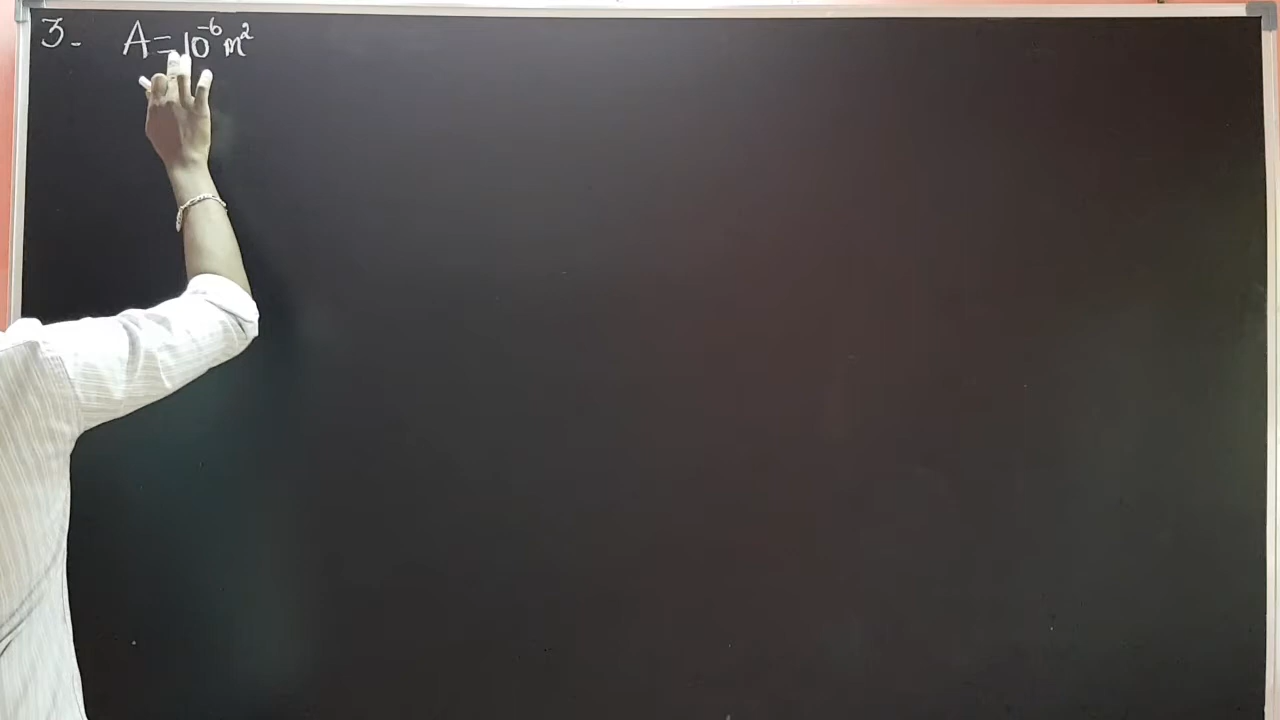 3. A = 10⁻⁶ m²